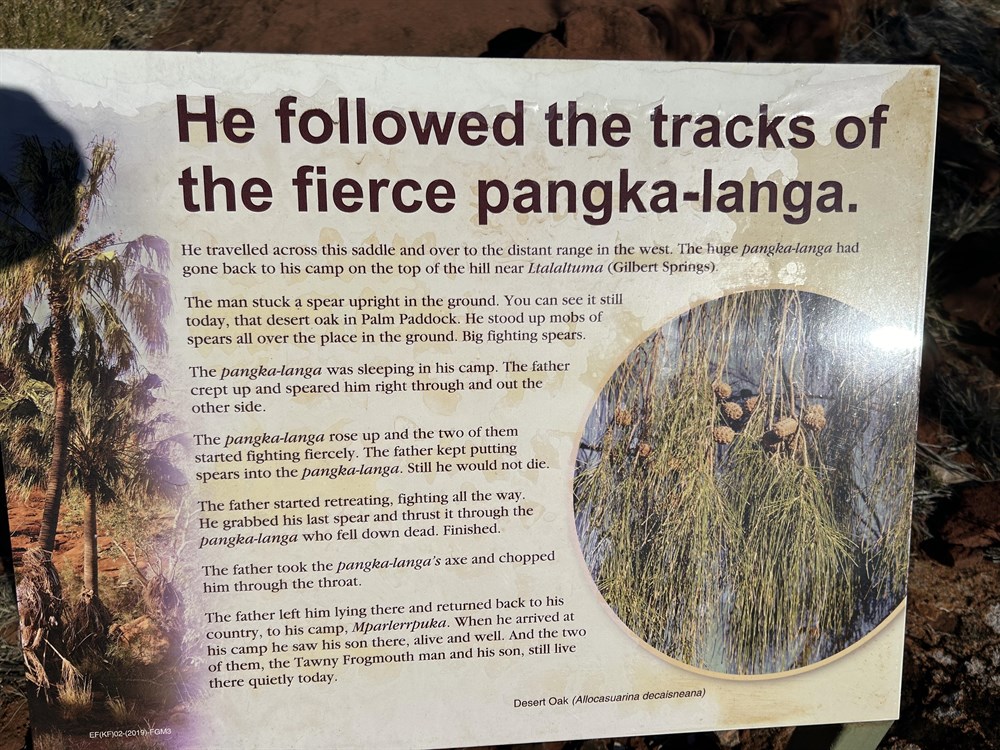 He followed the tracks of
the fierce pangka-langa.
He travelled across this saddle and over to the distant range in the west. The huge pangka-langa had
gone back to his camp on the top of the hill near Ltalaltuma (Gilbert Springs).
The man stuck a spear upright in the ground. You can see it still
today, that desert oak in Palm Paddock. He stood up mobs of
spears all over the place in the ground. Big fighting spears.
The pangka-langa was sleeping in his camp. The father
crept up and speared him right through and out the
other side.
The pangka-langa rose up and the two of them
started fighting fiercely. The father kept putting
spears into the pangka-langa. Still he would not die.
The father started retreating, fighting all the way.
He grabbed his last spear and thrust it through the
pangka-langa who fell down dead. Finished.
The father took the pangka-langa's axe and chopped
him through the throat.
The father left him lying there and returned back to his
country, to his camp, Mparlerrpuka. When he arrived at
his camp he saw his son there, alive and well. And the two
of them, the Tawny Frogmouth man and his son, still live
there quietly today.
Desert Oak (Allocasuarina decaisneana)
EF(KF)02-(2019)-FGM3